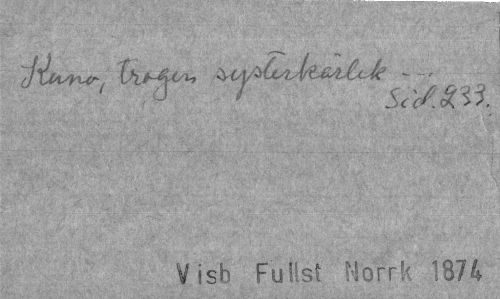 Kuno, trogen systerkärlek ...
Sid. 233.
Visb Fullst Norrk 1874